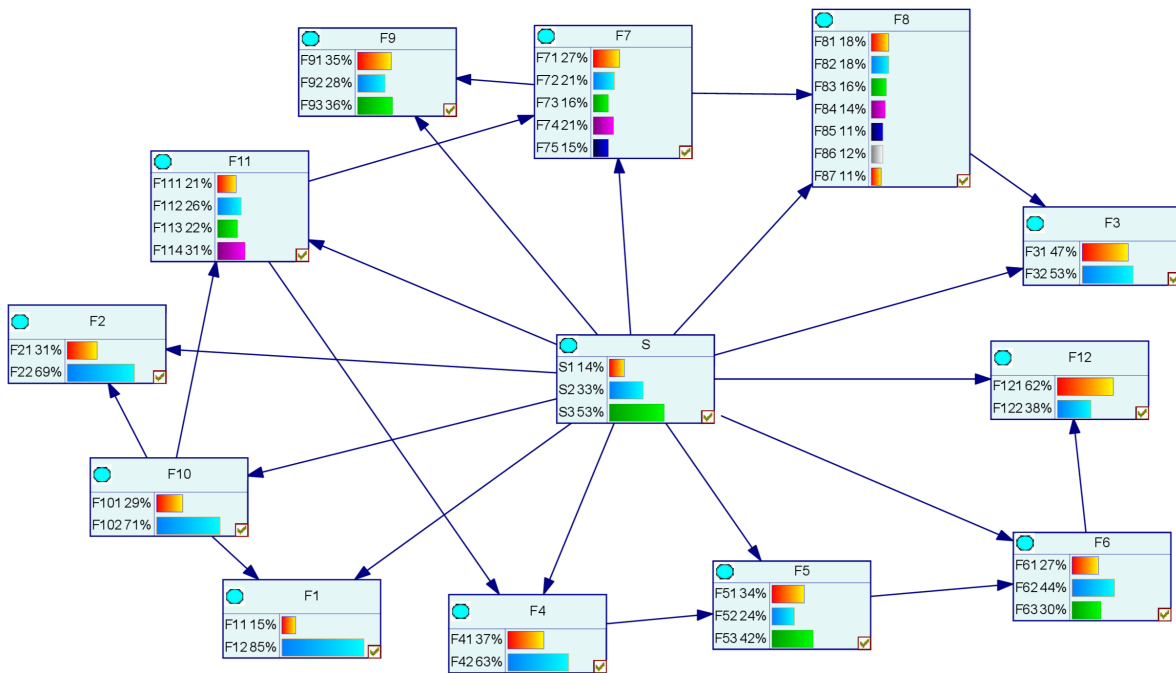 F9
F91 35%
F92 28%
F93 36%
F7
F71 27%
F72 21%
F73 16%
F74 21%
F75 15%
F8
F81 18%
F82 18%
F83 16%
F84 14%
F85 11%
F86 12%
F87 11%
F11
F111 21%
F112 26%
F113 22%
F114 31%
F3
F31 47%
F32 53%
F2
F21 31%
F22 69%
S
S1 14%
S2 33%
S3 53%
F12
F121 62%
F122 38%
F10
F101 29%
F102 71%
F6
F61 27%
F62 44%
F63 30%
F1
F11 15%
F12 85%
F4
F41 37%
F42 63%
F5
F51 34%
F52 24%
F53 42%